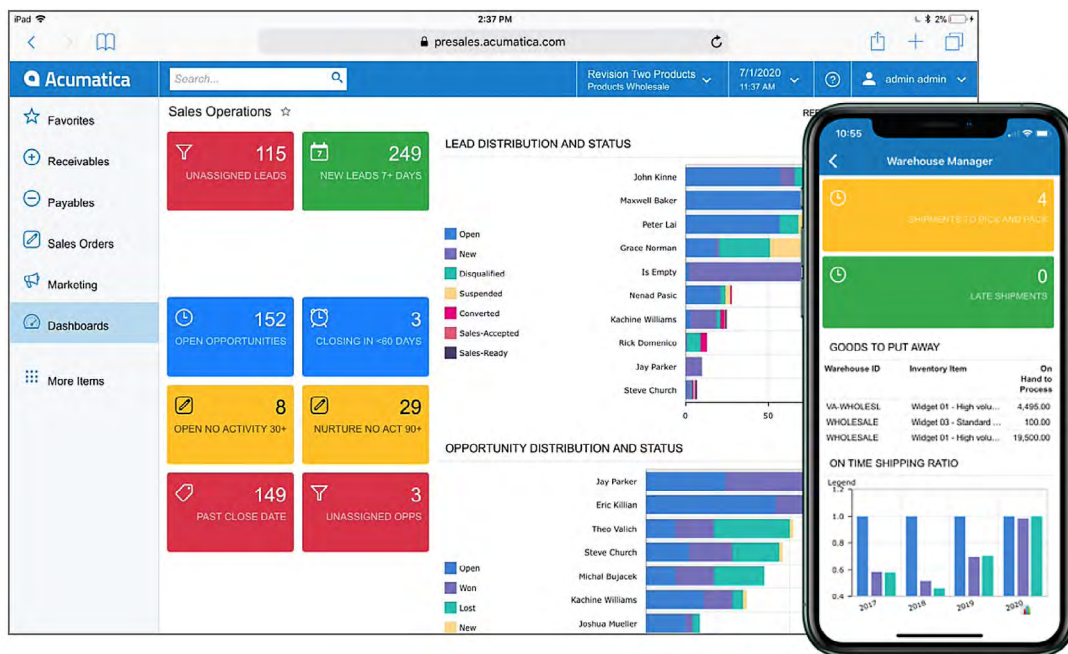 iPad
2:37 PM
2%
presales.acumatica.com
Acumatica
Search...
Revision Two Products
Products Wholesale
7/1/2020
11:37 AM
?
admin admin
Favorites
Receivables
Payables
Sales Orders
Marketing
Dashboards
More Items
Sales Operations
115
UNASSIGNED LEADS
7
249
NEW LEADS 7+ DAYS
152
OPEN OPPORTUNITIES
3
CLOSING IN <60 DAYS
8
OPEN NO ACTIVITY 30+
29
NURTURE NO ACT 90+
149
PAST CLOSE DATE
3
UNASSIGNED OPPS
LEAD DISTRIBUTION AND STATUS
Open
New
Disqualified
Suspended
Converted
Sales-Accepted
Sales-Ready
John Kinne
Maxwell Baker
Peter Lai
Grace Norman
Is Empty
Nenad Pasic
Kachine Williams
Rick Domenico
Jay Parker
Steve Church
0
50
OPPORTUNITY DISTRIBUTION AND STATUS
Open
Won
Lost
New
Jay Parker
Eric Killian
Theo Valich
Steve Church
Michal Bujacek
Kachine Williams
Joshua Mueller
10:55
Warehouse Manager
4
SHIPMENTS TO PICK AND PACK
0
LATE SHIPMENTS
GOODS TO PUT AWAY
Warehouse ID Inventory Item On
Hand to
Process
VA-WHOLESL Widget 01 - High volu... 4,495.00
WHOLESALE Widget 03 - Standard ... 100.00
WHOLESALE Widget 01 - High volu... 19,500.00
ON TIME SHIPPING RATIO
Legend
1.2
1.0
0.8
0.6
0.4
2017
2018
2019
2020